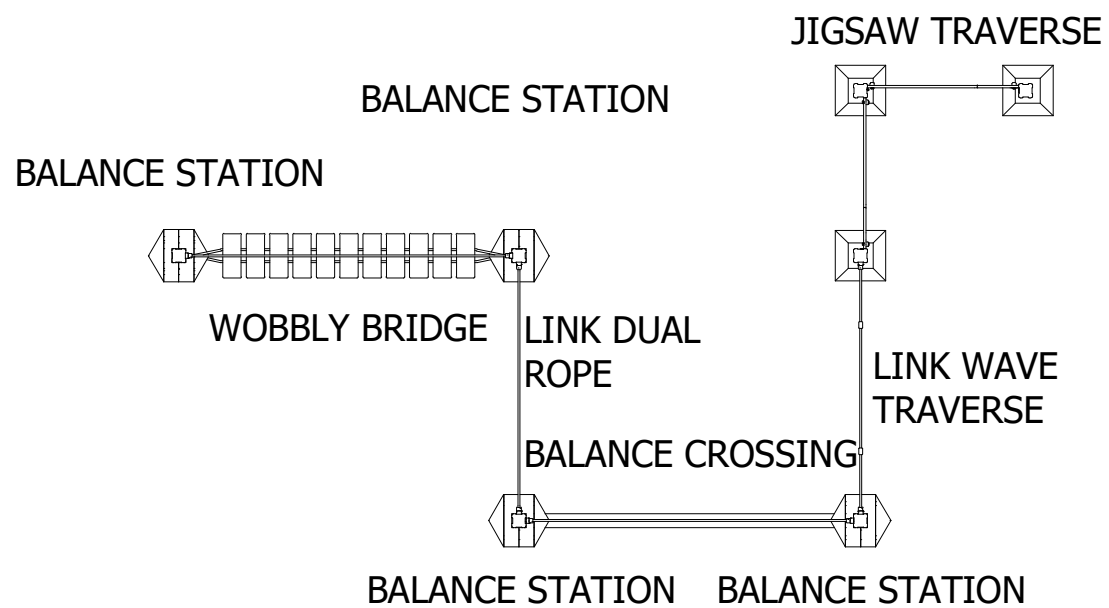 JIGSAW TRAVERSE
BALANCE STATION
BALANCE STATION
WOBBLY BRIDGE
LINK DUAL
ROPE
LINK WAVE
TRAVERSE
BALANCE CROSSING
BALANCE STATION
BALANCE STATION